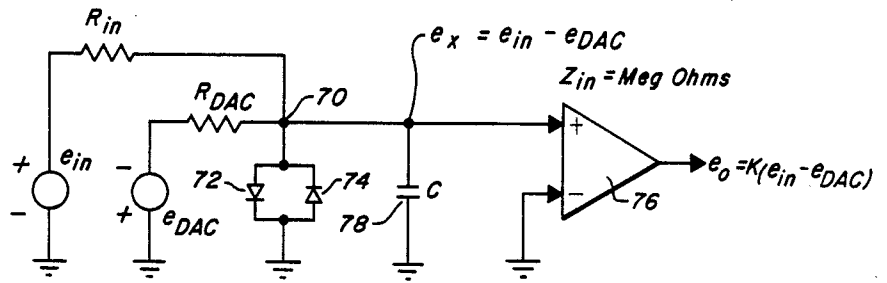 R_in
e_x = e_in - e_DAC
Z_in = Meg Ohms
R_DAC
70
+
-
e_in
-
+
e_DAC
72
74
78
C
+
-
76
e_o = K(e_in - e_DAC)